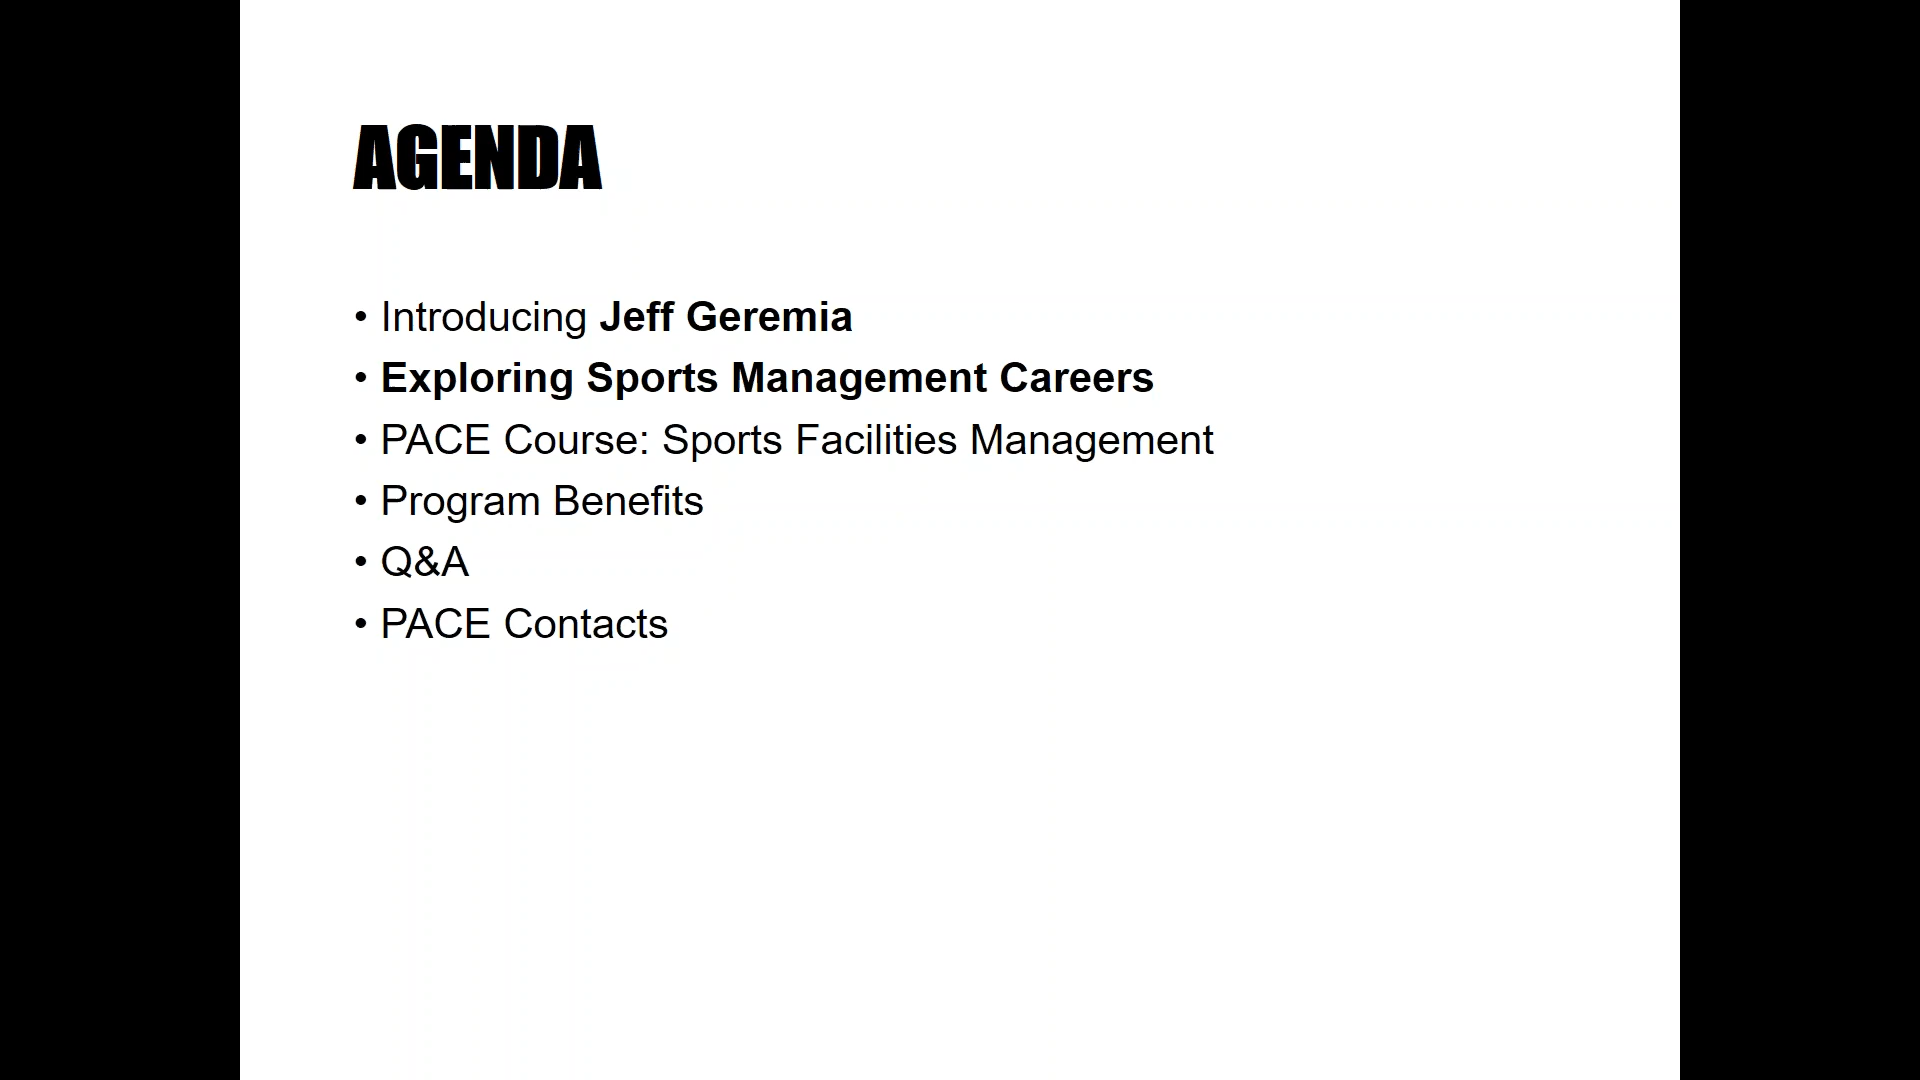 AGENDA
• Introducing Jeff Geremia
• Exploring Sports Management Careers
• PACE Course: Sports Facilities Management
• Program Benefits
• Q&A
• PACE Contacts